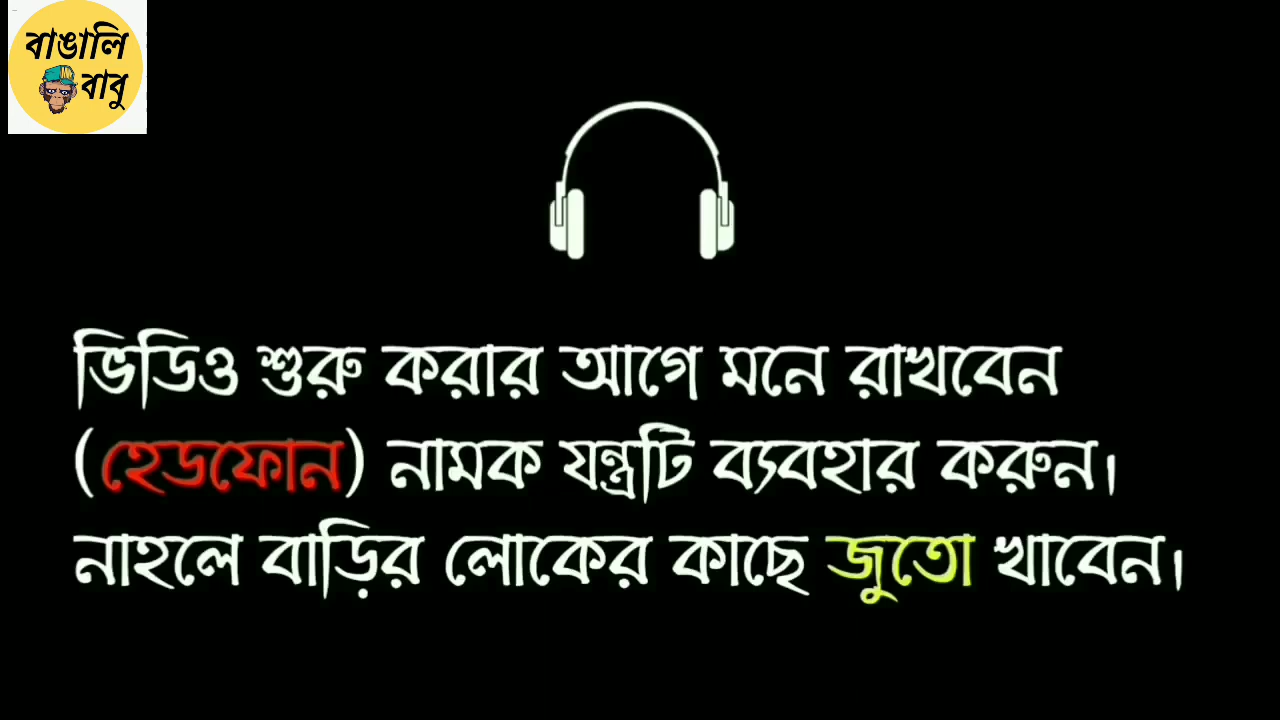 বাঙালি
বাবু
ভিডিও শুরু করার আগে মনে রাখবেন
(হেডফোন) নামক যন্ত্রটি ব্যবহার করুন।
নাহলে বাড়ির লোকের কাছে জুতো খাবেন।